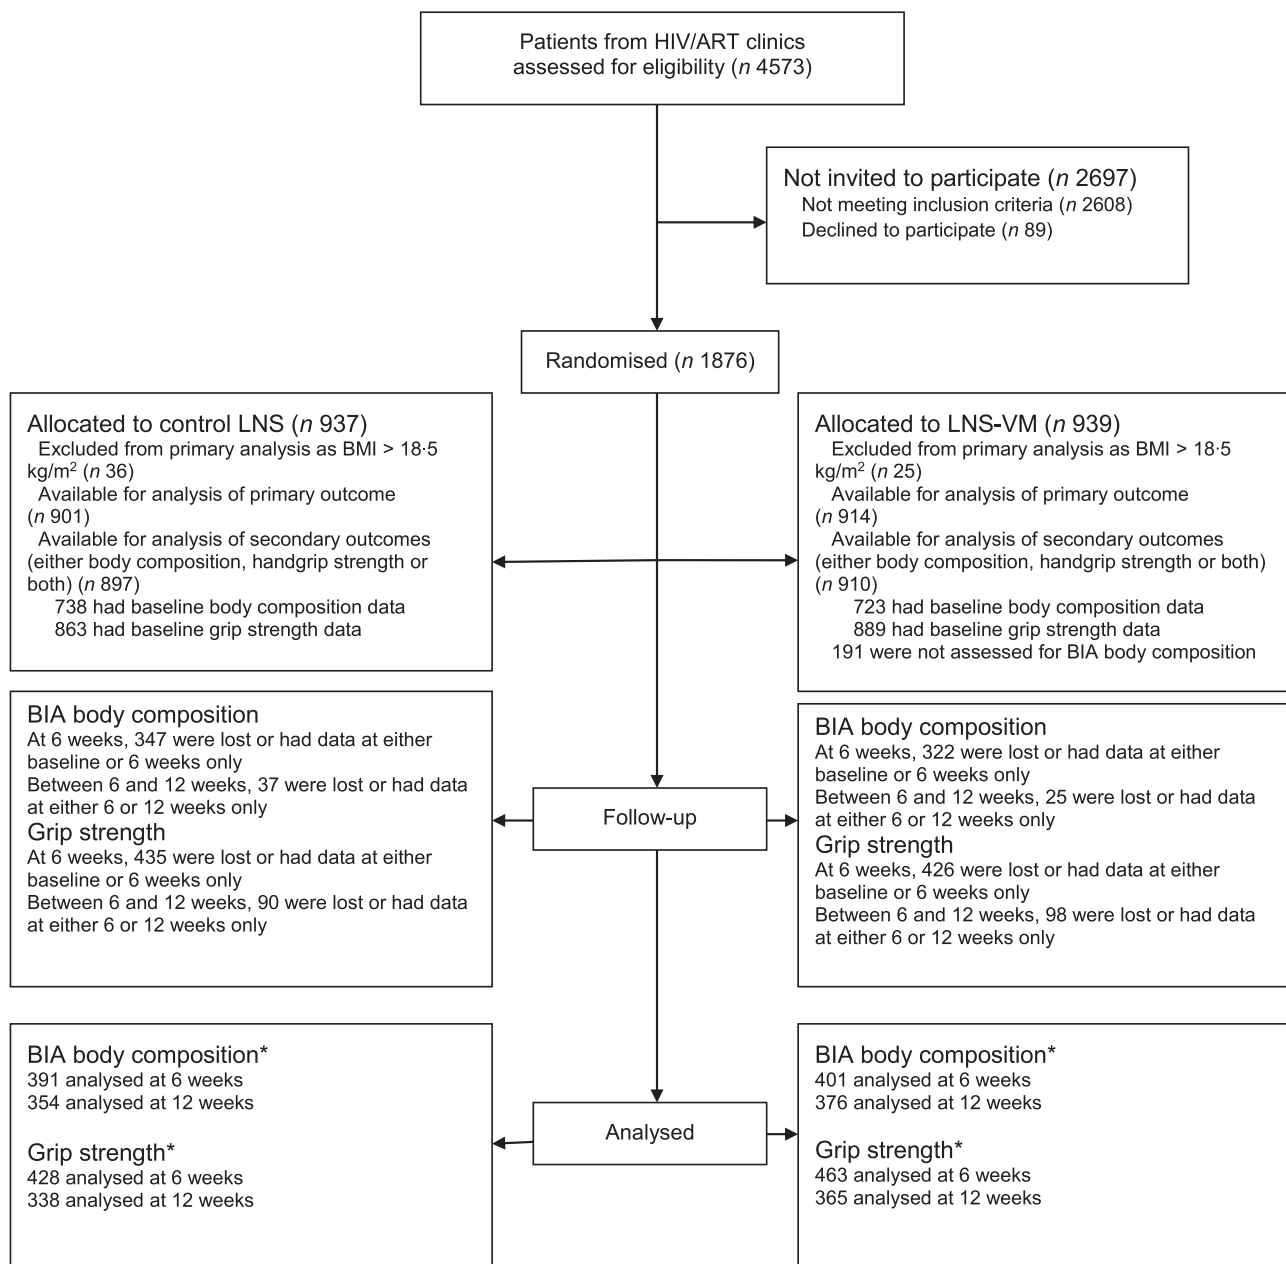 Patients from HIV/ART clinics
assessed for eligibility (n 4573)
Not invited to participate (n 2697)
Not meeting inclusion criteria (n 2608)
Declined to participate (n 89)
Randomised (n 1876)
Allocated to control LNS (n 937)
Excluded from primary analysis as BMI > 18·5
kg/m² (n 36)
Available for analysis of primary outcome
(n 901)
Available for analysis of secondary outcomes
(either body composition, handgrip strength or
both) (n 897)
738 had baseline body composition data
863 had baseline grip strength data
Allocated to LNS-VM (n 939)
Excluded from primary analysis as BMI > 18·5
kg/m² (n 25)
Available for analysis of primary outcome
(n 914)
Available for analysis of secondary outcomes
(either body composition, handgrip strength or both)
(n 910)
723 had baseline body composition data
889 had baseline grip strength data
191 were not assessed for BIA body composition
BIA body composition
At 6 weeks, 347 were lost or had data at either
baseline or 6 weeks only
Between 6 and 12 weeks, 37 were lost or had data
at either 6 or 12 weeks only
Grip strength
At 6 weeks, 435 were lost or had data at either
baseline or 6 weeks only
Between 6 and 12 weeks, 90 were lost or had data
at either 6 or 12 weeks only
Follow-up
BIA body composition
At 6 weeks, 322 were lost or had data at either
baseline or 6 weeks only
Between 6 and 12 weeks, 25 were lost or had data
at either 6 or 12 weeks only
Grip strength
At 6 weeks, 426 were lost or had data at either
baseline or 6 weeks only
Between 6 and 12 weeks, 98 were lost or had data
at either 6 or 12 weeks only
BIA body composition*
391 analysed at 6 weeks
354 analysed at 12 weeks
Grip strength*
428 analysed at 6 weeks
338 analysed at 12 weeks
Analysed
BIA body composition*
401 analysed at 6 weeks
376 analysed at 12 weeks
Grip strength*
463 analysed at 6 weeks
365 analysed at 12 weeks